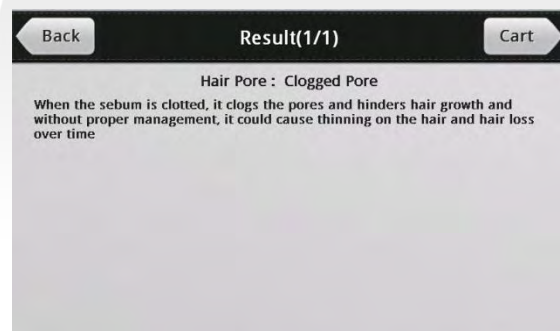 Back
Result(1/1)
Cart
Hair Pore : Clogged Pore
When the sebum is clotted, it clogs the pores and hinders hair growth and
without proper management, it could cause thinning on the hair and hair loss
over time